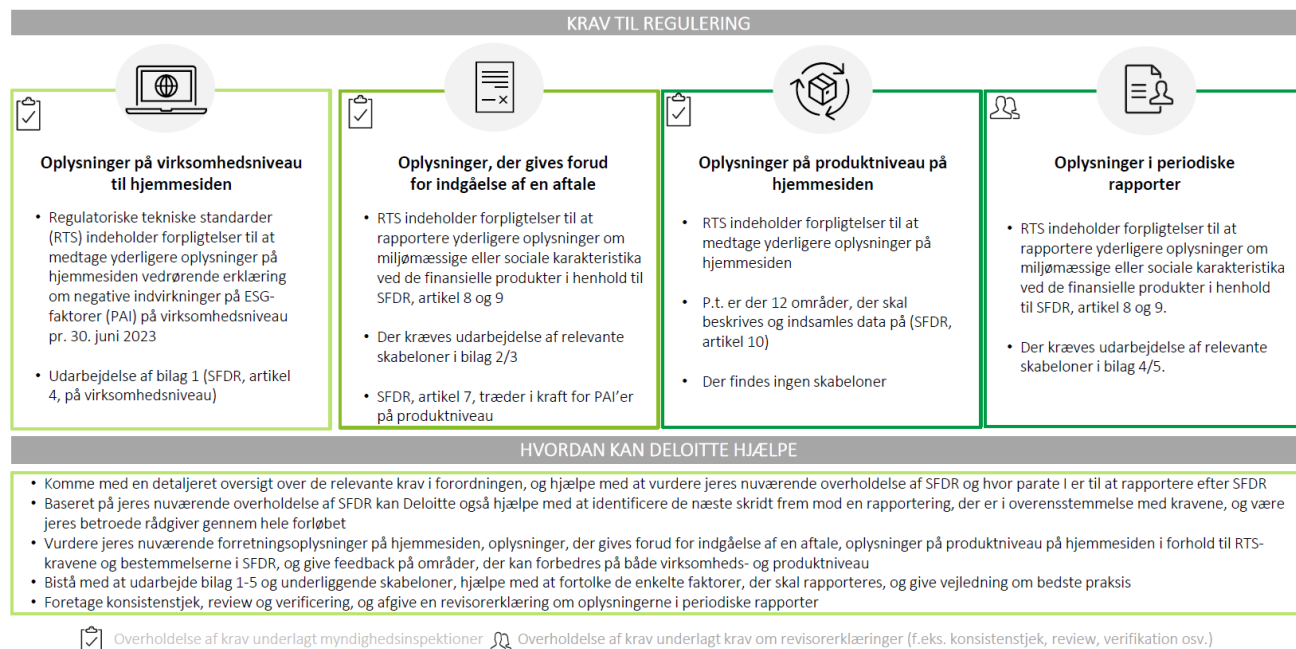 KRAV TIL REGULERING
Oplysninger på virksomhedsniveau
til hjemmesiden
• Regulatoriske tekniske standarder
(RTS) indeholder forpligtelser til at
medtage yderligere oplysninger på
hjemmesiden vedrørende erklæring
om negative indvirkninger på ESG-
faktorer (PAI) på virksomhedsniveau
pr. 30. juni 2023
• Udarbejdelse af bilag 1 (SFDR, artikel
4, på virksomhedsniveau)
Oplysninger, der gives forud
for indgåelse af en aftale
• RTS indeholder forpligtelser til at
rapportere yderligere oplysninger om
miljømæssige eller sociale karakteristika
ved de finansielle produkter i henhold til
SFDR, artikel 8 og 9
• Der kræves udarbejdelse af relevante
skabeloner i bilag 2/3
• SFDR, artikel 7, træder i kraft for PAI'er
på produktniveau
Oplysninger på produktniveau på
hjemmesiden
• RTS indeholder forpligtelser til at
medtage yderligere oplysninger på
hjemmesiden
• P.t. er der 12 områder, der skal
beskrives og indsamles data på (SFDR,
artikel 10)
• Der findes ingen skabeloner
Oplysninger i periodiske
rapporter
• RTS indeholder forpligtelser til at
rapportere yderligere oplysninger om
miljømæssige eller sociale karakteristika
ved de finansielle produkter i henhold
til SFDR, artikel 8 og 9.
• Der kræves udarbejdelse af relevante
skabeloner i bilag 4/5.
HVORDAN KAN DELOITTE HJÆLPE
• Komme med en detaljeret oversigt over de relevante krav i forordningen, og hjælpe med at vurdere jeres nuværende overholdelse af SFDR og hvor parate I er til at rapportere efter SFDR
• Baseret på jeres nuværende overholdelse af SFDR kan Deloitte også hjælpe med at identificere de næste skridt frem mod en rapportering, der er i overensstemmelse med kravene, og være
jeres betroede rådgiver gennem hele forløbet
• Vurdere jeres nuværende forretningsoplysninger på hjemmesiden, oplysninger, der gives forud for indgåelse af en aftale, oplysninger på produktniveau på hjemmesiden i forhold til RTS-
kravene og bestemmelserne i SFDR, og give feedback på områder, der kan forbedres på både virksomheds- og produktniveau
• Bistå med at udarbejde bilag 1-5 og underliggende skabeloner, hjælpe med at fortolke de enkelte faktorer, der skal rapporteres, og give vejledning om bedste praksis
• Foretage konsistenstjek, review og verificering, og afgive en revisorerklæring om oplysningerne i periodiske rapporter
Overholdelse af krav underlagt myndighedsinspektioner
Overholdelse af krav underlagt krav om revisorerklæringer (f.eks. konsistenstjek, review, verifikation osv.)